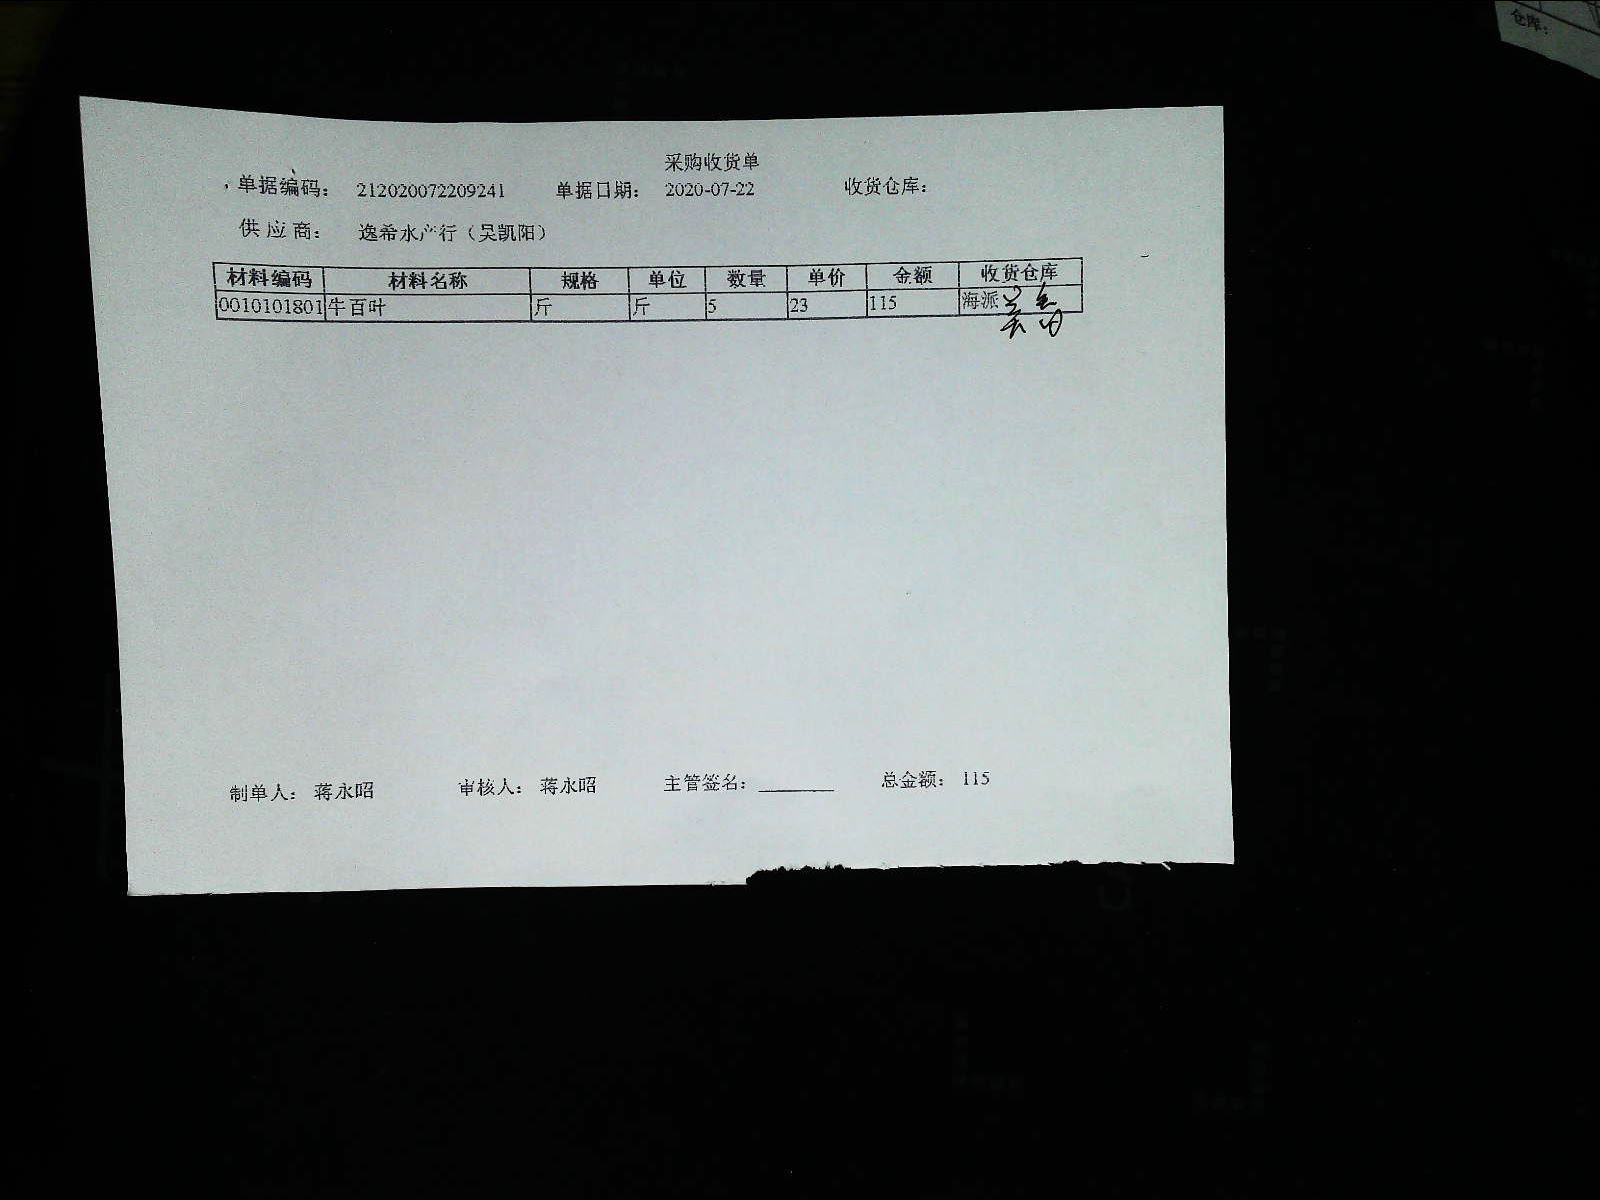 仓库：
采购收货单
单据编码： 212020072209241 单据日期： 2020-07-22 收货仓库：
供应商： 逸希水产行（吴凯阳）
材料编码 材料名称 规格 单位 数量 单价 金额 收货仓库
0010101801 牛百叶 斤 斤 5 23 115 海派
制单人： 蒋永昭 审核人： 蒋永昭 主管签名： 总金额： 115